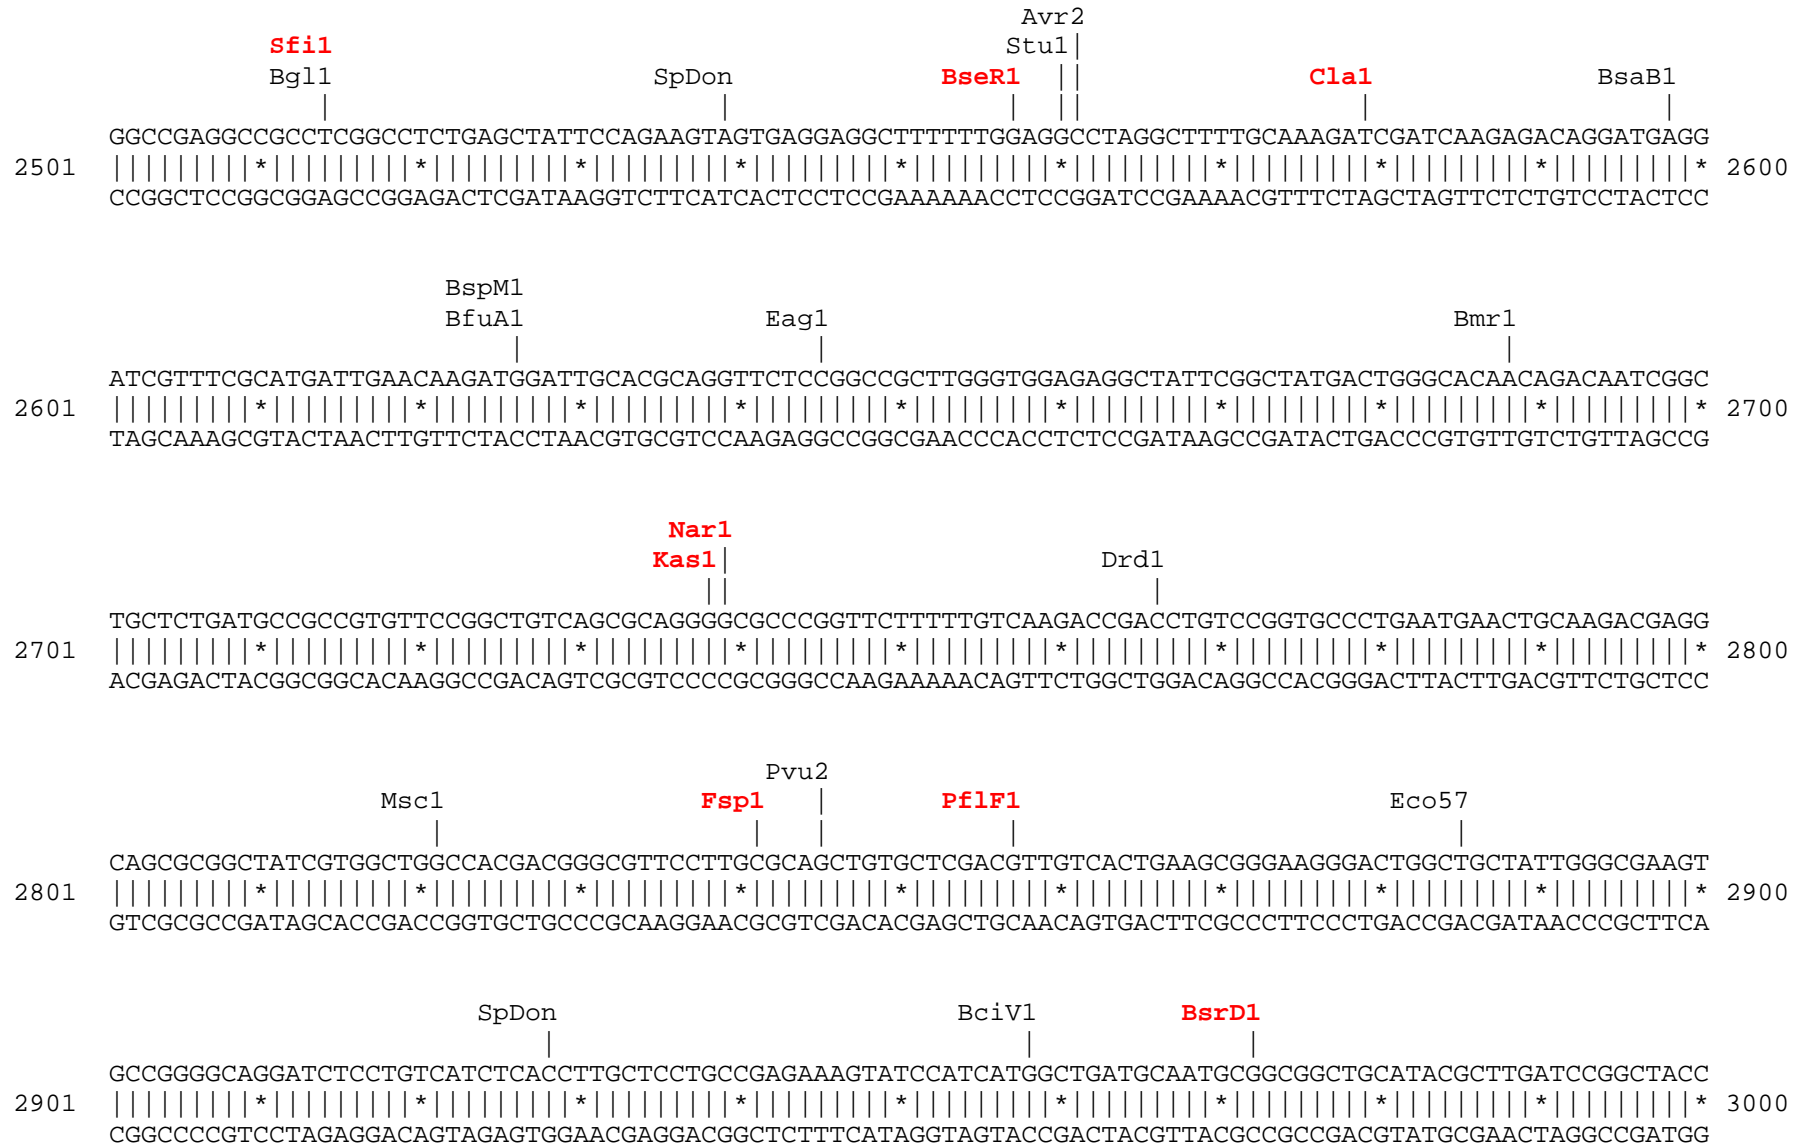 Avr2
Sfi1 Stu1|
Bgl1 SpDon BseR1 || Cla1 BsaB1
| | | || | |
GGCCGAGGCCGCCTCGGCCTCTGAGCTATTCCAGAAGTAGTGAGGAGGCTTTTTTGGAGGCCTAGGCTTTTGCAAAGATCGATCAAGAGACAGGATGAGG
2501 |||||||||*|||||||||*|||||||||*|||||||||*|||||||||*|||||||||*|||||||||*|||||||||*|||||||||*|||||||||* 2600
CCGGCTCCGGCGGAGCCGGAGACTCGATAAGGTCTTCATCACTCCTCCGAAAAAACCTCCGGATCCGAAAACGTTTCTAGCTAGTTCTCTGTCCTACTCC
BspM1
BfuA1 Eag1 Bmr1
| | |
ATCGTTTCGCATGATTGAACAAGATGGATTGCACGCAGGTTCTCCGGCCGCTTGGGTGGAGAGGCTATTCGGCTATGACTGGGCACAACAGACAATCGGC
2601 |||||||||*|||||||||*|||||||||*|||||||||*|||||||||*|||||||||*|||||||||*|||||||||*|||||||||*|||||||||* 2700
TAGCAAAGCGTACTAACTTGTTCTACCTAACGTGCGTCCAAGAGGCCGGCGAACCCACCTCTCCGATAAGCCGATACTGACCCGTGTTGTCTGTTAGCCG
Nar1
Kas1| Drd1
|| |
TGCTCTGATGCCGCCGTGTTCCGGCTGTCAGCGCAGGGGCGCCCGGTTCTTTTTGTCAAGACCGACCTGTCCGGTGCCCTGAATGAACTGCAAGACGAGG
2701 |||||||||*|||||||||*|||||||||*|||||||||*|||||||||*|||||||||*|||||||||*|||||||||*|||||||||*|||||||||* 2800
ACGAGACTACGGCGGCACAAGGCCGACAGTCGCGTCCCCGCGGGCCAAGAAAAACAGTTCTGGCTGGACAGGCCACGGGACTTACTTGACGTTCTGCTCC
Pvu2
Msc1 Fsp1 | PflF1 Eco57
| | | | |
CAGCGCGGCTATCGTGGCTGGCCACGACGGGCGTTCCTTGCGCAGCTGTGCTCGACGTTGTCACTGAAGCGGGAAGGGACTGGCTGCTATTGGGCGAAGT
2801 |||||||||*|||||||||*|||||||||*|||||||||*|||||||||*|||||||||*|||||||||*|||||||||*|||||||||*|||||||||* 2900
GTCGCGCCGATAGCACCGACCGGTGCTGCCCGCAAGGAACGCGTCGACACGAGCTGCAACAGTGACTTCGCCCTTCCCTGACCGACGATAACCCGCTTCA
SpDon BciV1 BsrD1
| | |
GCCGGGGCAGGATCTCCTGTCATCTCACCTTGCTCCTGCCGAGAAAGTATCCATCATGGCTGATGCAATGCGGCGGCTGCATACGCTTGATCCGGCTACC
2901 |||||||||*|||||||||*|||||||||*|||||||||*|||||||||*|||||||||*|||||||||*|||||||||*|||||||||*|||||||||* 3000
CGGCCCCGTCCTAGAGGACAGTAGAGTGGAACGAGGACGGCTCTTTCATAGGTAGTACCGACTACGTTACGCCGCCGACGTATGCGAACTAGGCCGATGG